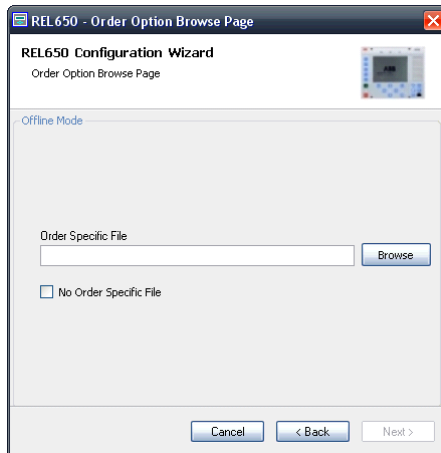 REL650 - Order Option Browse Page
REL650 Configuration Wizard
Order Option Browse Page
ABB
Offline Mode
Order Specific File
Browse
No Order Specific File
Cancel
< Back
Next >